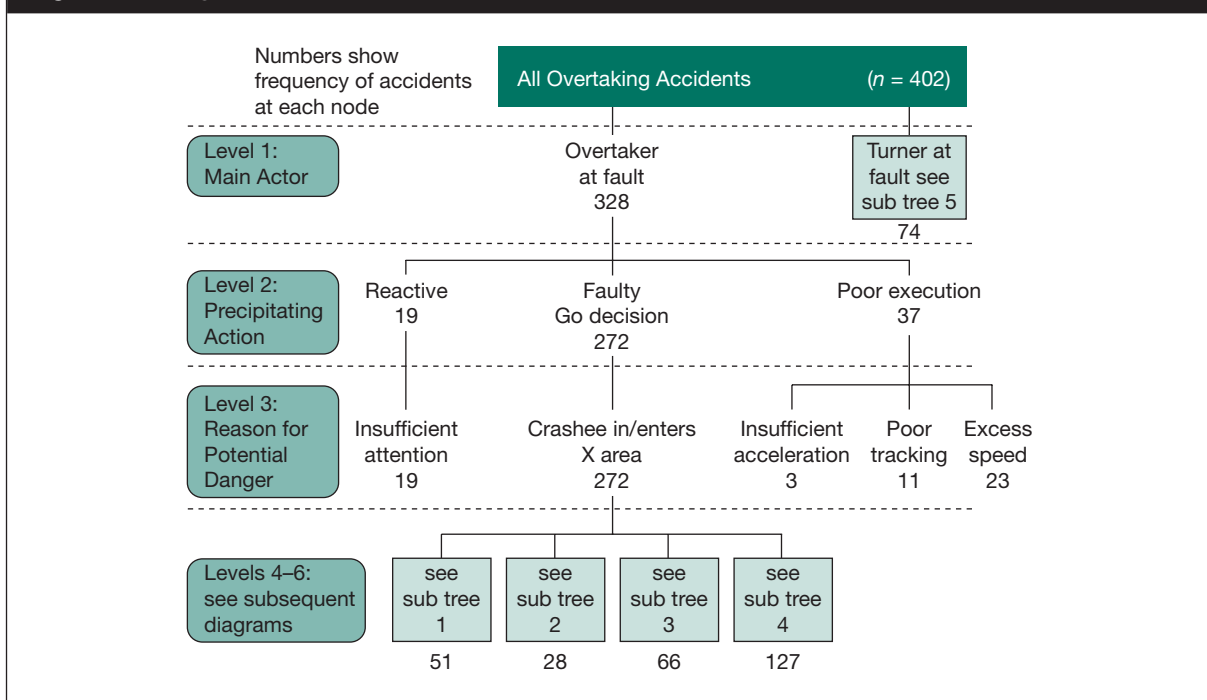 Numbers show
frequency of accidents
at each node
All Overtaking Accidents (n = 402)
Level 1:
Main Actor
Overtaker
at fault
328
Turner at
fault see
sub tree 5
74
Level 2:
Precipitating
Action
Reactive
19
Faulty
Go decision
272
Poor execution
37
Level 3:
Reason for
Potential
Danger
Insufficient
attention
19
Crashee in/enters
X area
272
Insufficient
acceleration
3
Poor
tracking
11
Excess
speed
23
Levels 4–6:
see subsequent
diagrams
see
sub tree
1
51
see
sub tree
2
28
see
sub tree
3
66
see
sub tree
4
127